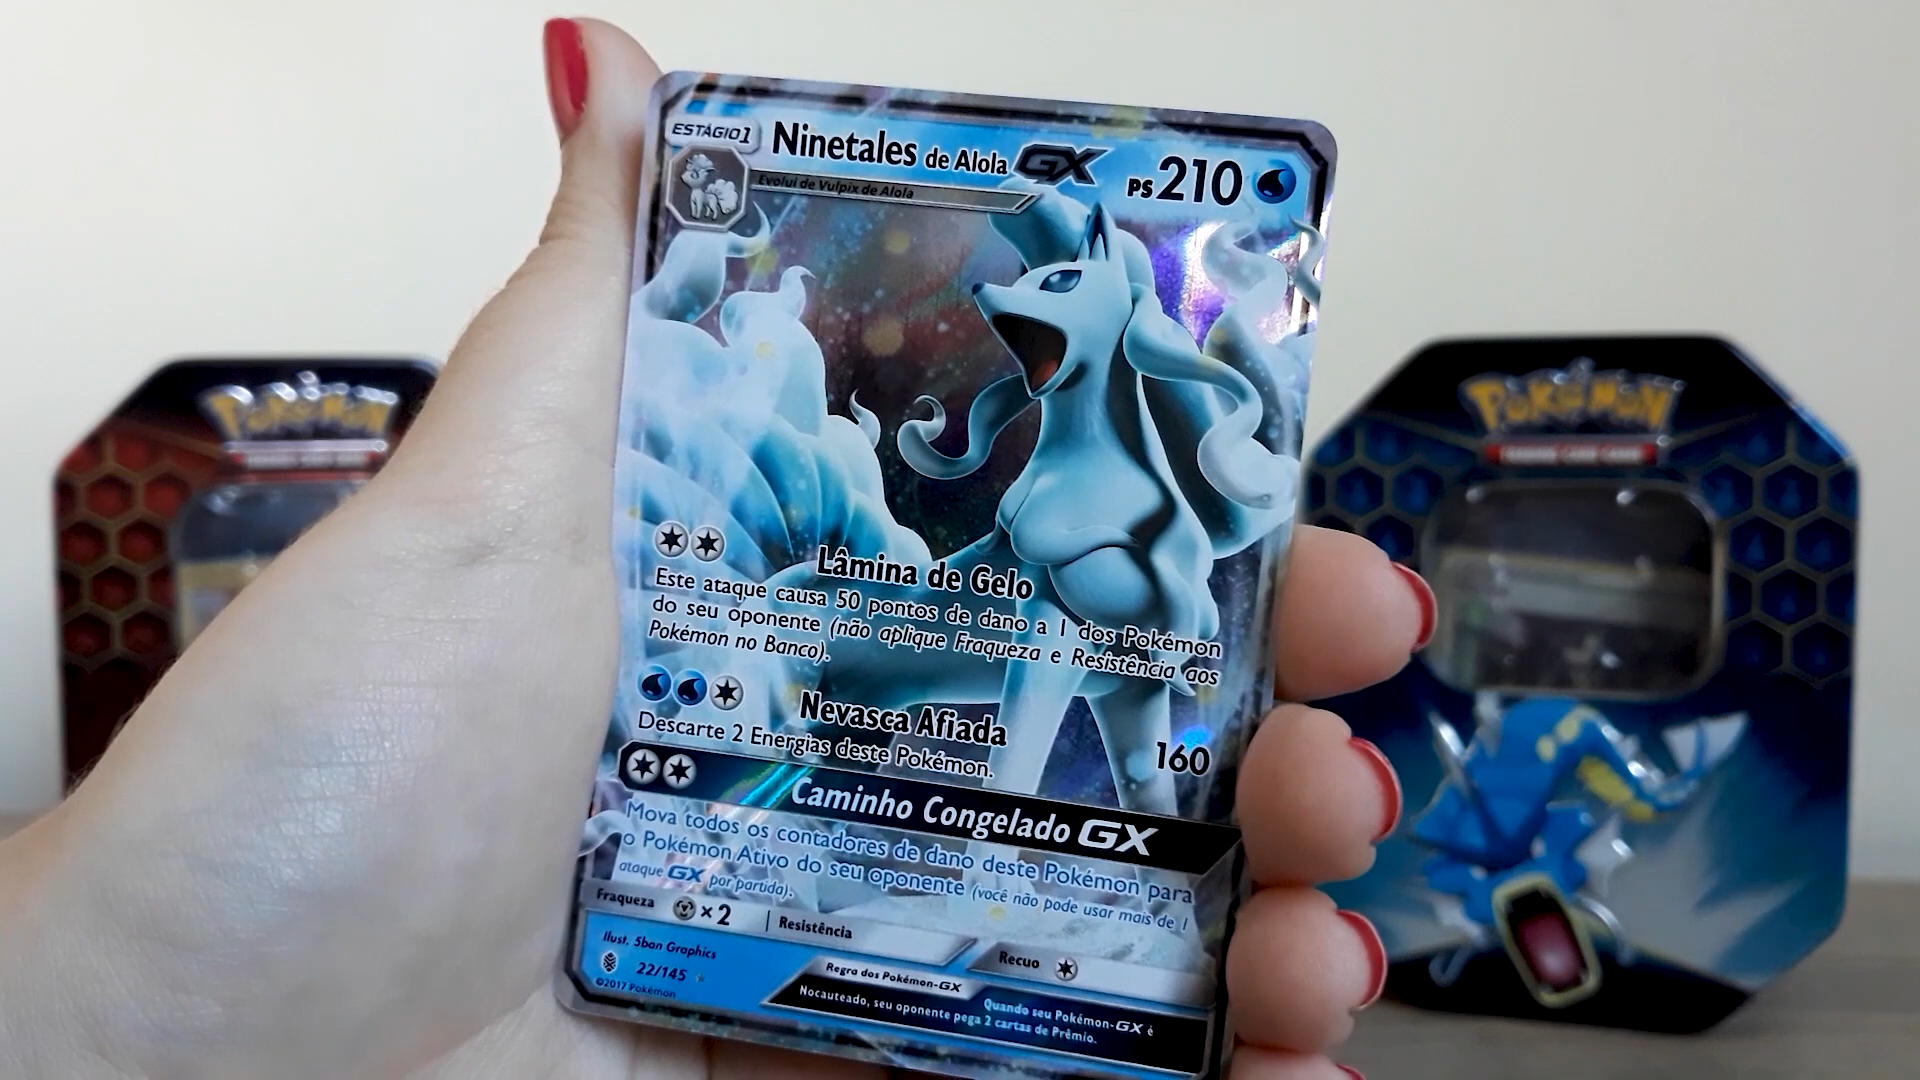 ESTÁGIO1
Ninetales de Alola GX
PS 210
Evolui de Vulpix de Alola
Lâmina de Gelo
Este ataque causa 50 pontos de dano a 1 dos Pokémon
do seu oponente (não aplique Fraqueza e Resistência aos
Pokémon no Banco).
Nevasca Afiada
160
Descarte 2 Energias deste Pokémon.
Caminho Congelado GX
Mova todos os contadores de dano deste Pokémon para
o Pokémon Ativo do seu oponente (você não pode usar mais de 1
ataque GX por partida).
Fraqueza ×2
Resistência
Recuo
Ilust. 5ban Graphics
22/145
©2017 Pokémon
Regra dos Pokémon-GX
Quando seu Pokémon-GX é
Nocauteado, seu oponente pega 2 cartas de Prêmio.
POKéMON
POKéMON